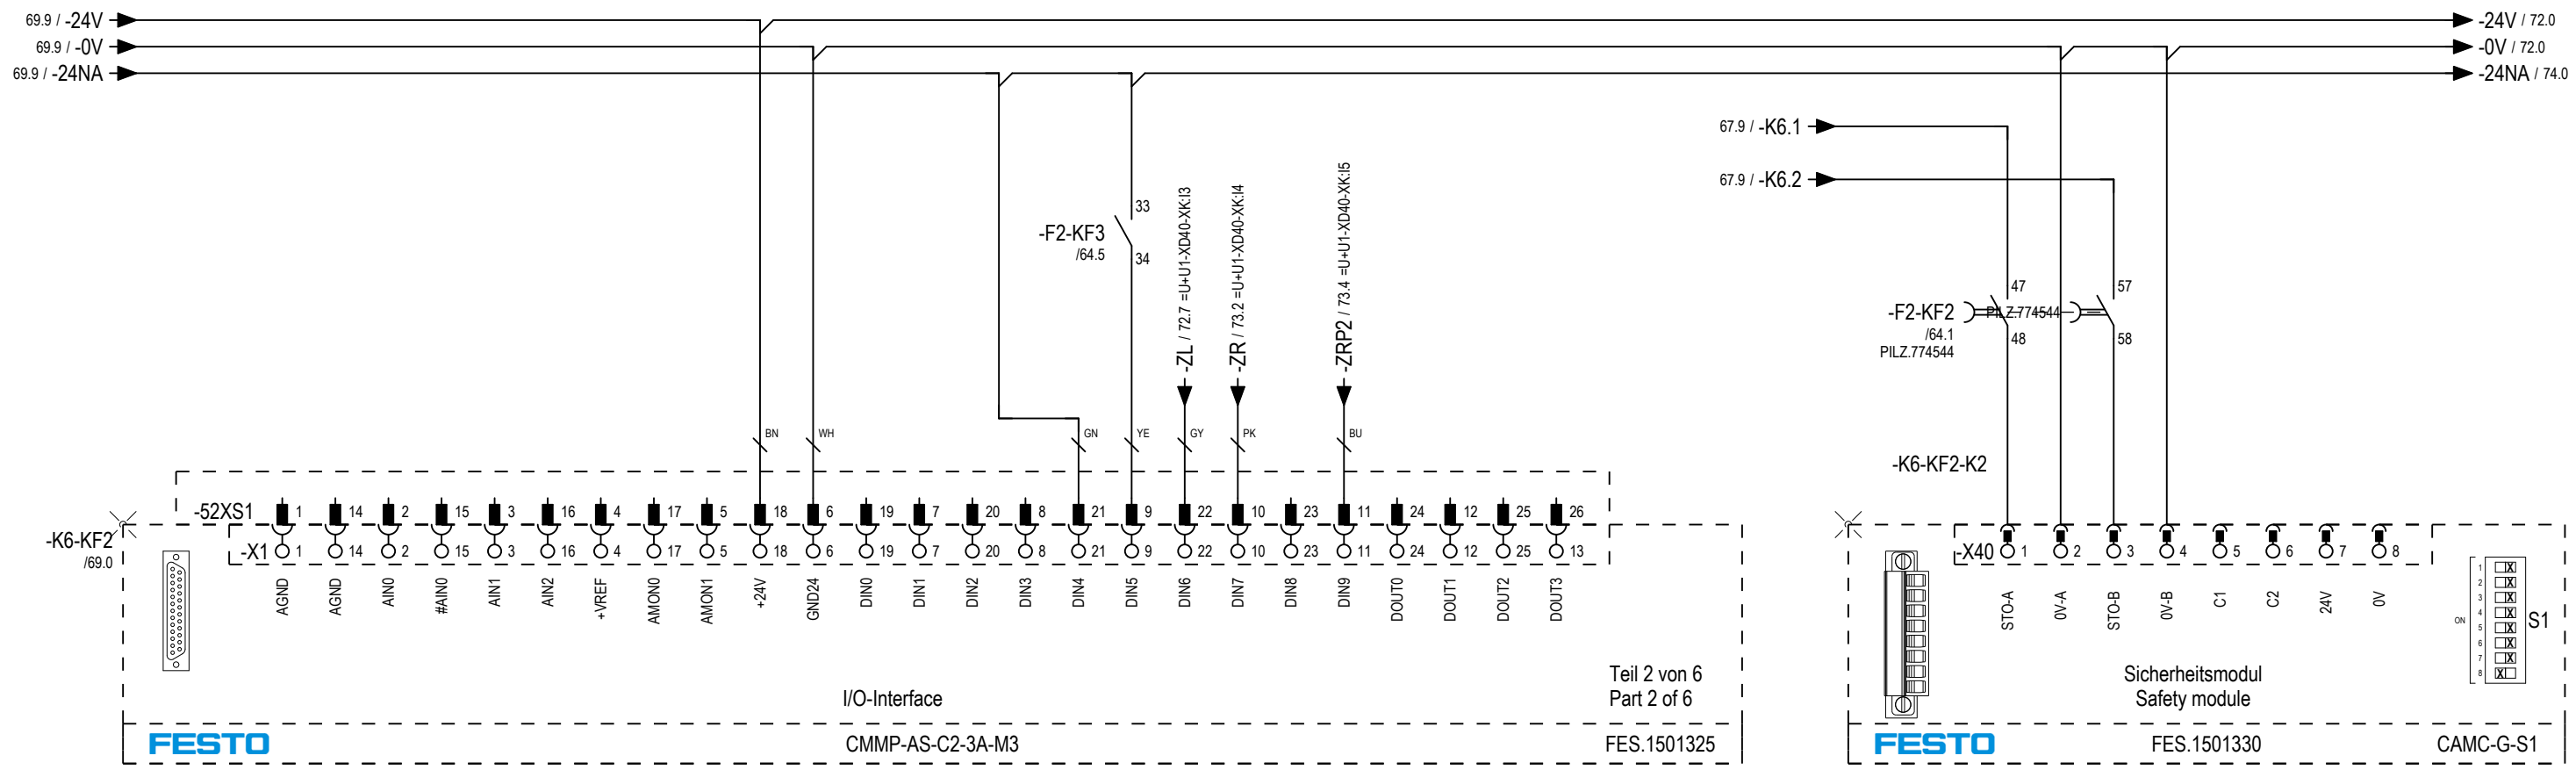 69.9 / -24V
-24V / 72.0
69.9 / -0V
-0V / 72.0
69.9 / -24NA
-24NA / 74.0
67.9 / -K6.1
67.9 / -K6.2
-F2-KF3
/64.5
33
34
-ZL / 72.7 =U+U1-XD40-XK:I3
-ZR / 73.2 =U+U1-XD40-XK:I4
-ZRP2 / 73.4 =U+U1-XD40-XK:I5
47
57
-F2-KF2
PILZ.774544
/64.1
48
58
PILZ.774544
BN WH GN YE GY PK BU
-K6-KF2-K2
-52XS1 1 14 2 15 3 16 4 17 5 18 6 19 7 20 8 21 9 22 10 23 11 24 12 25 26
-K6-KF2
/69.0
-X1 1 14 2 15 3 16 4 17 5 18 6 19 7 20 8 21 9 22 10 23 11 24 12 25 13
AGND AGND AIN0 #AIN0 AIN1 AIN2 +VREF AMON0 AMON1 +24V GND24 DIN0 DIN1 DIN2 DIN3 DIN4 DIN5 DIN6 DIN7 DIN8 DIN9 DOUT0 DOUT1 DOUT2 DOUT3
Teil 2 von 6
Part 2 of 6
I/O-Interface
FESTO
CMMP-AS-C2-3A-M3
FES.1501325
-X40 1 2 3 4 5 6 7 8
STO-A 0V-A STO-B 0V-B C1 C2 24V 0V
1 X
2 X
3 X
4 X
5 X
6 X
7 X
8 X
ON
S1
Sicherheitsmodul
Safety module
FESTO
FES.1501330
CAMC-G-S1